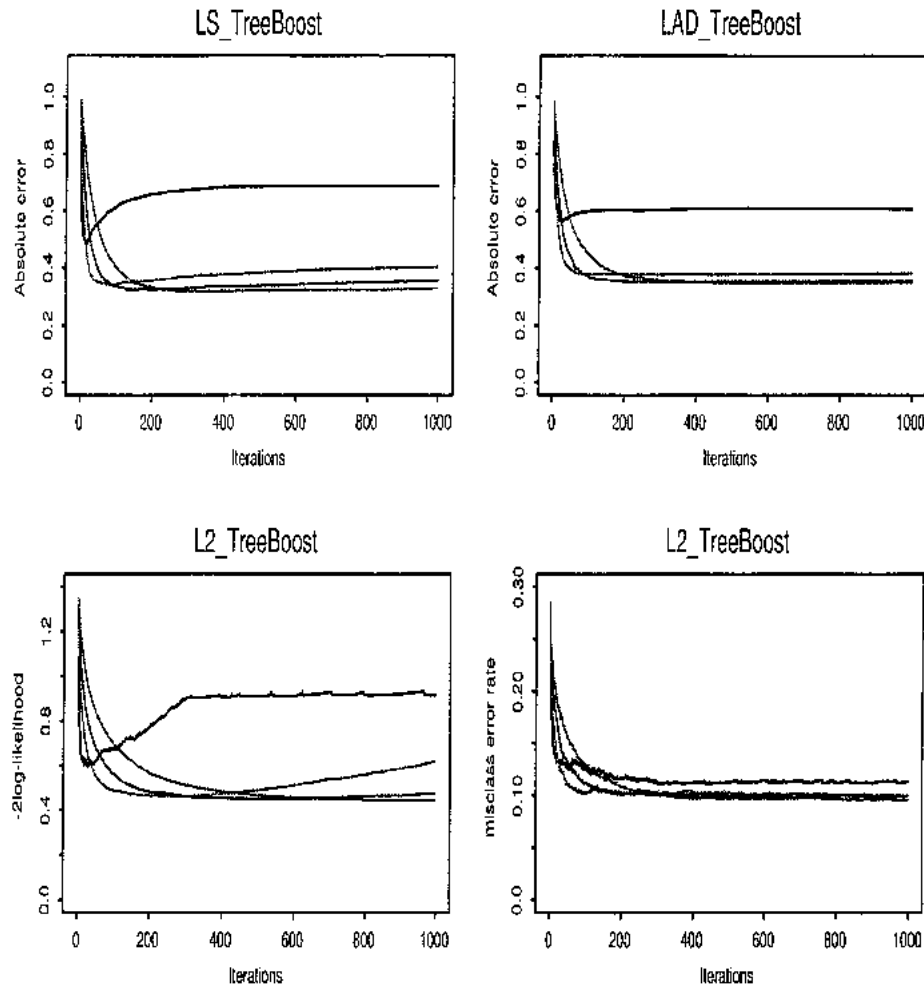 LS_TreeBoost
Absolute error
1.0
0.8
0.6
0.4
0.2
0.0
0 200 400 600 800 1000
Iterations
LAD_TreeBoost
Absolute error
1.0
0.8
0.6
0.4
0.2
0.0
0 200 400 600 800 1000
Iterations
L2_TreeBoost
-2log-likelihood
1.2
0.8
0.4
0.0
0 200 400 600 800 1000
Iterations
L2_TreeBoost
misclass error rate
0.30
0.20
0.10
0.0
0 200 400 600 800 1000
Iterations